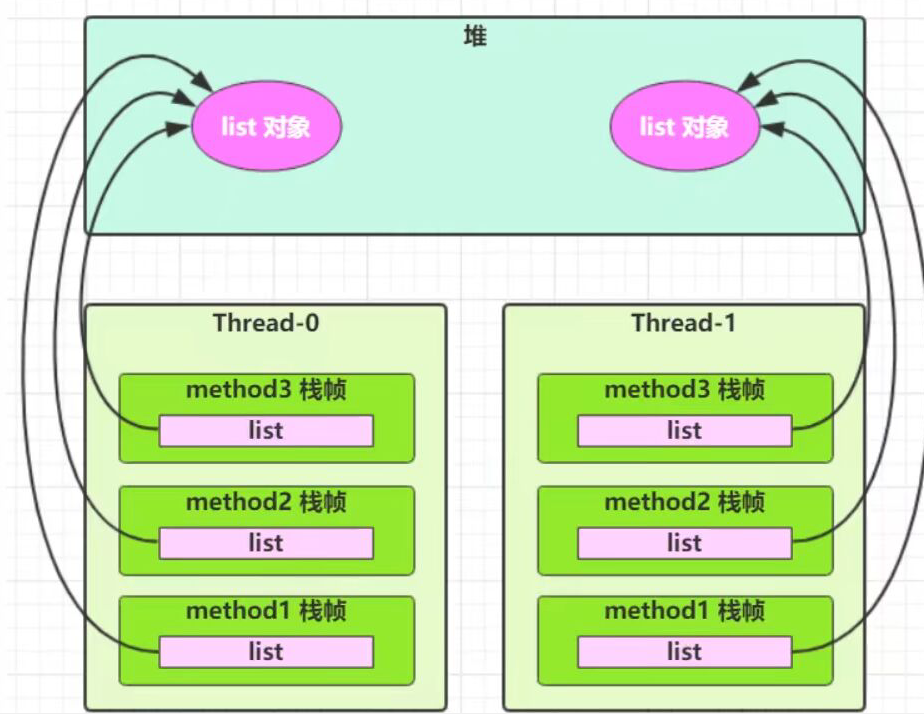 堆
list 对象
list 对象
Thread-0
method3 栈帧
list
method2 栈帧
list
method1 栈帧
list
Thread-1
method3 栈帧
list
method2 栈帧
list
method1 栈帧
list